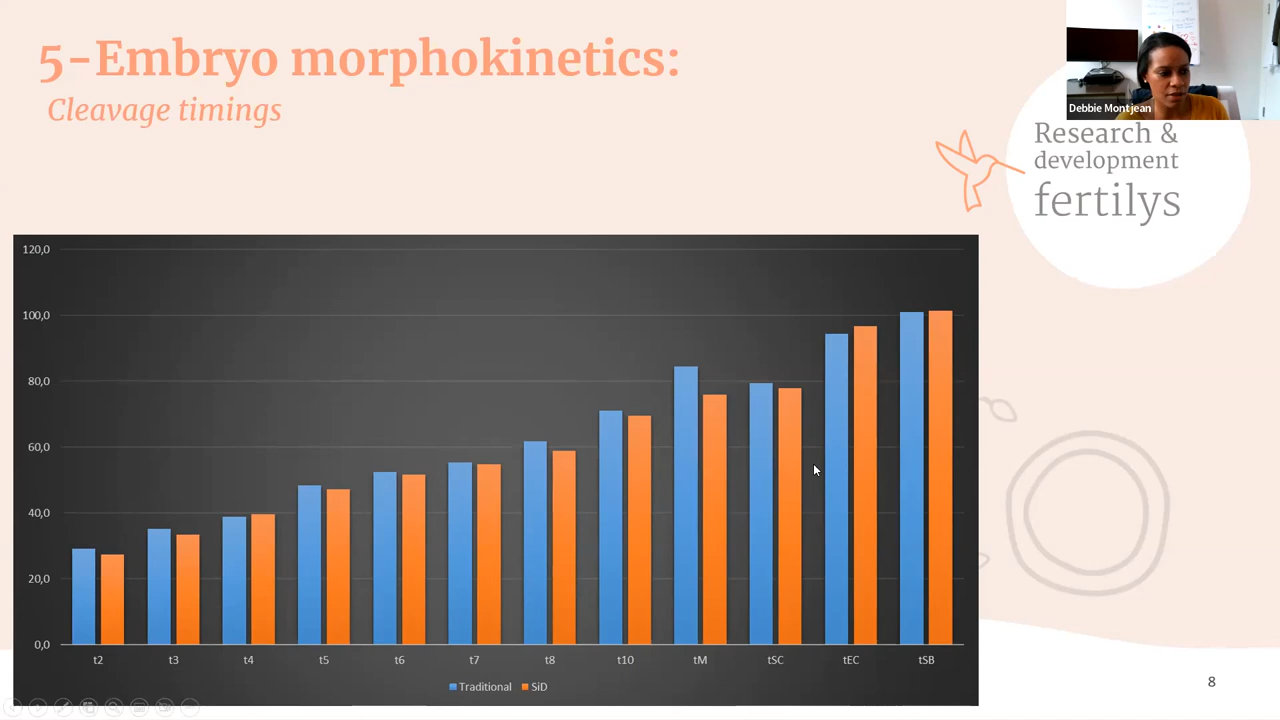 5-Embryo morphokinetics:
Cleavage timings
Debbie Montjean
Research &
development
fertilys
120,0
100,0
80,0
60,0
40,0
20,0
0,0
t2 t3 t4 t5 t6 t7 t8 t10 tM tSC tEC tSB
Traditional SiD
8